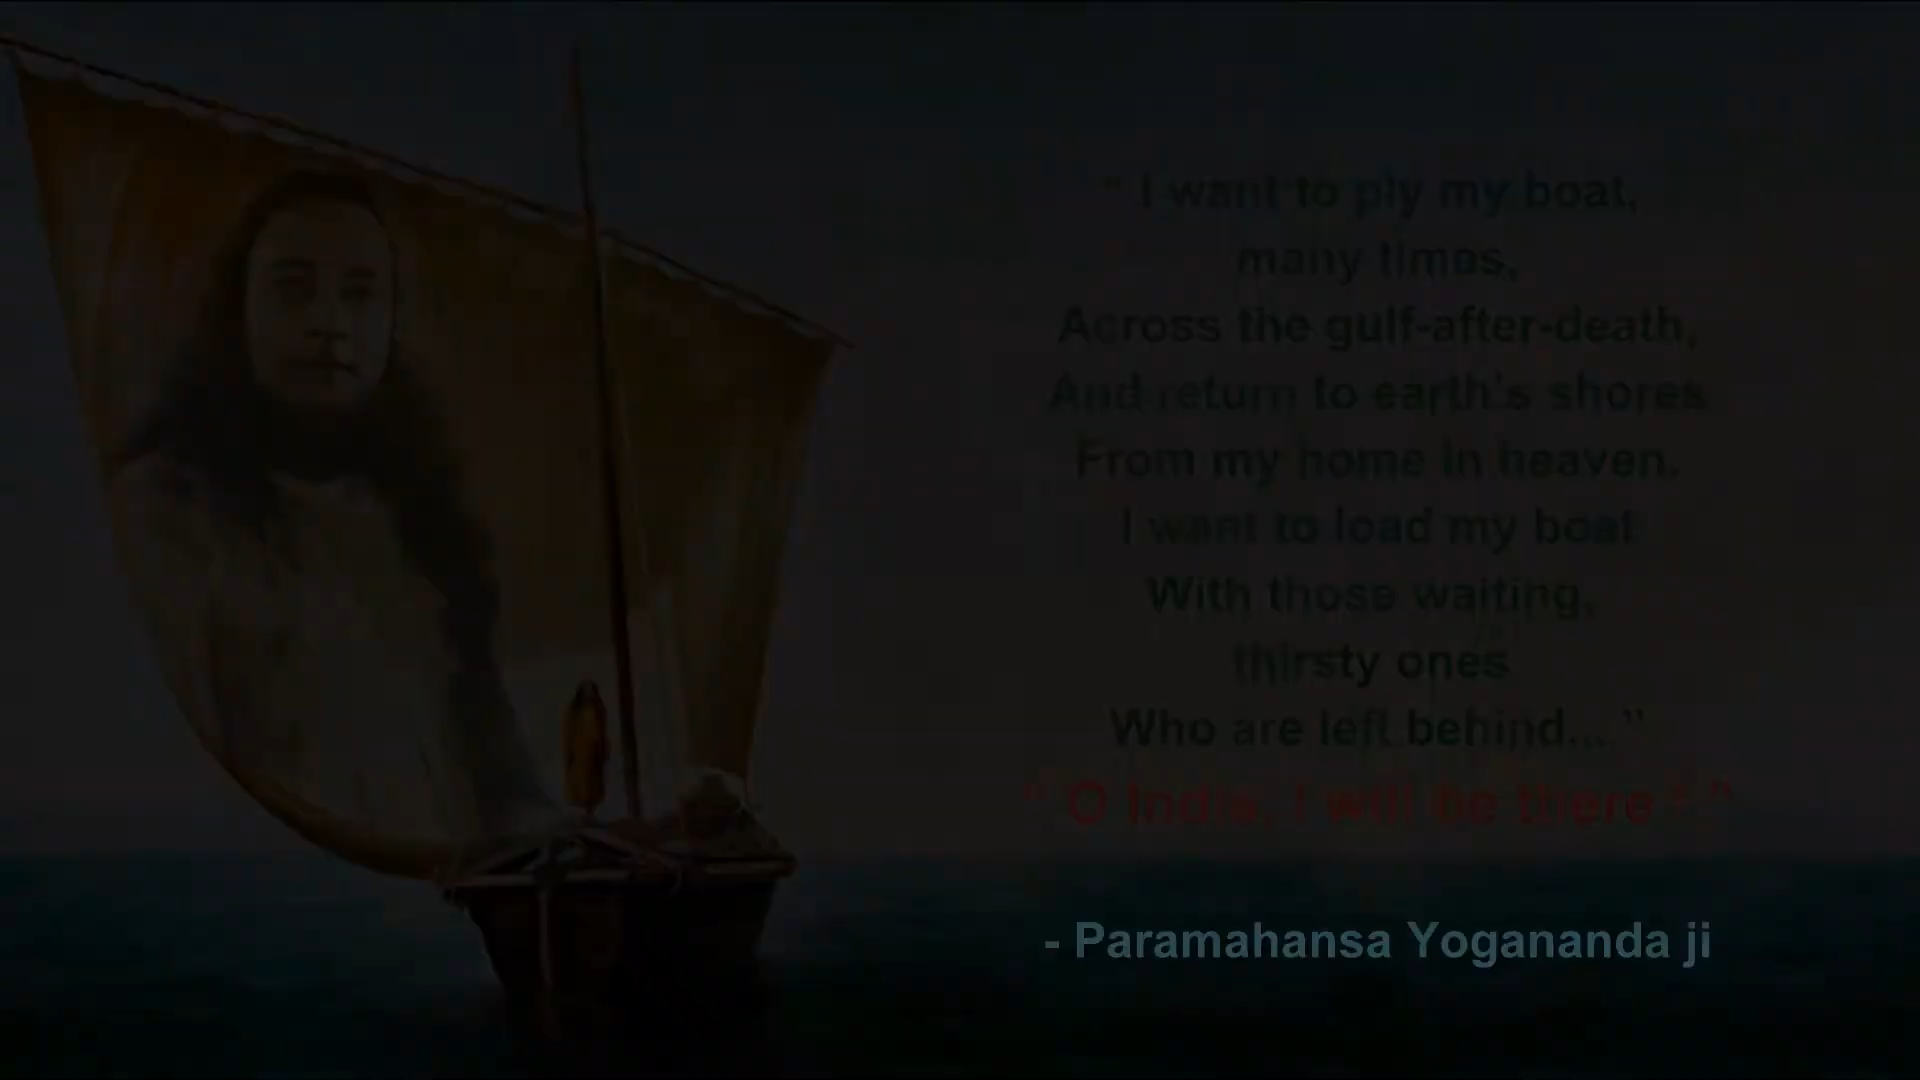 “ I want to ply my boat,
many times,
Across the gulf-after-death,
And return to earth's shores
From my home in heaven.
I want to load my boat
With those waiting,
thirsty ones
Who are left behind...”
“ O India, I will be there
- Paramahansa Yogananda ji